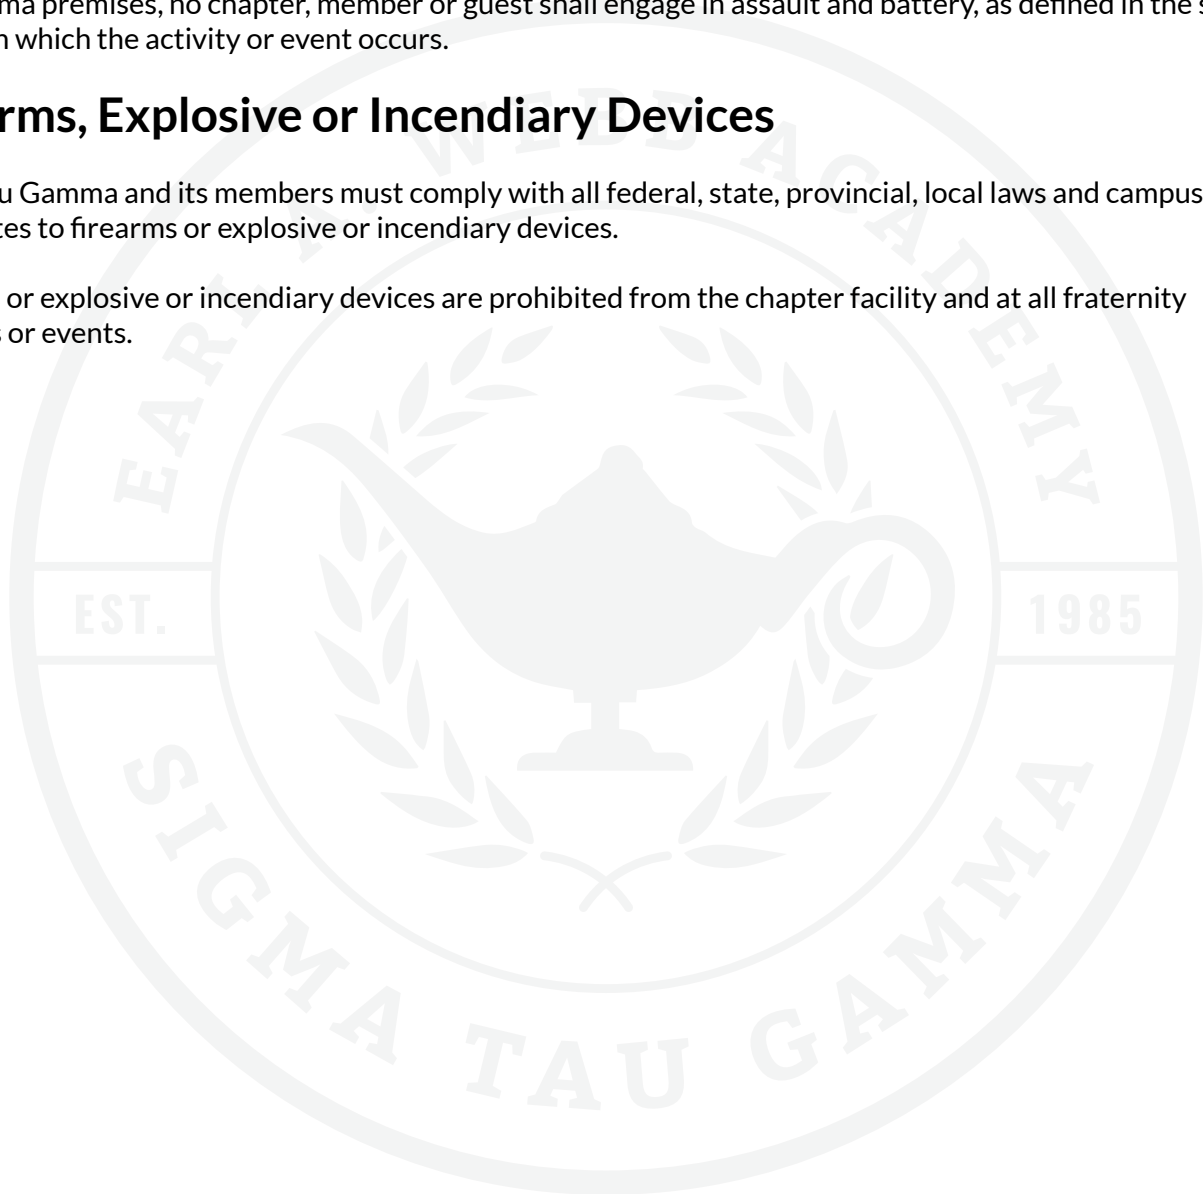 ma premises, no chapter, member or guest shall engage in assault and battery, as defined in the s
n which the activity or event occurs.
rms, Explosive or Incendiary Devices
u Gamma and its members must comply with all federal, state, provincial, local laws and campus
tes to firearms or explosive or incendiary devices.
or explosive or incendiary devices are prohibited from the chapter facility and at all fraternity
s or events.
EARL A. WEBB ACADEMY
EST.
1985
SIGMA TAU GAMMA